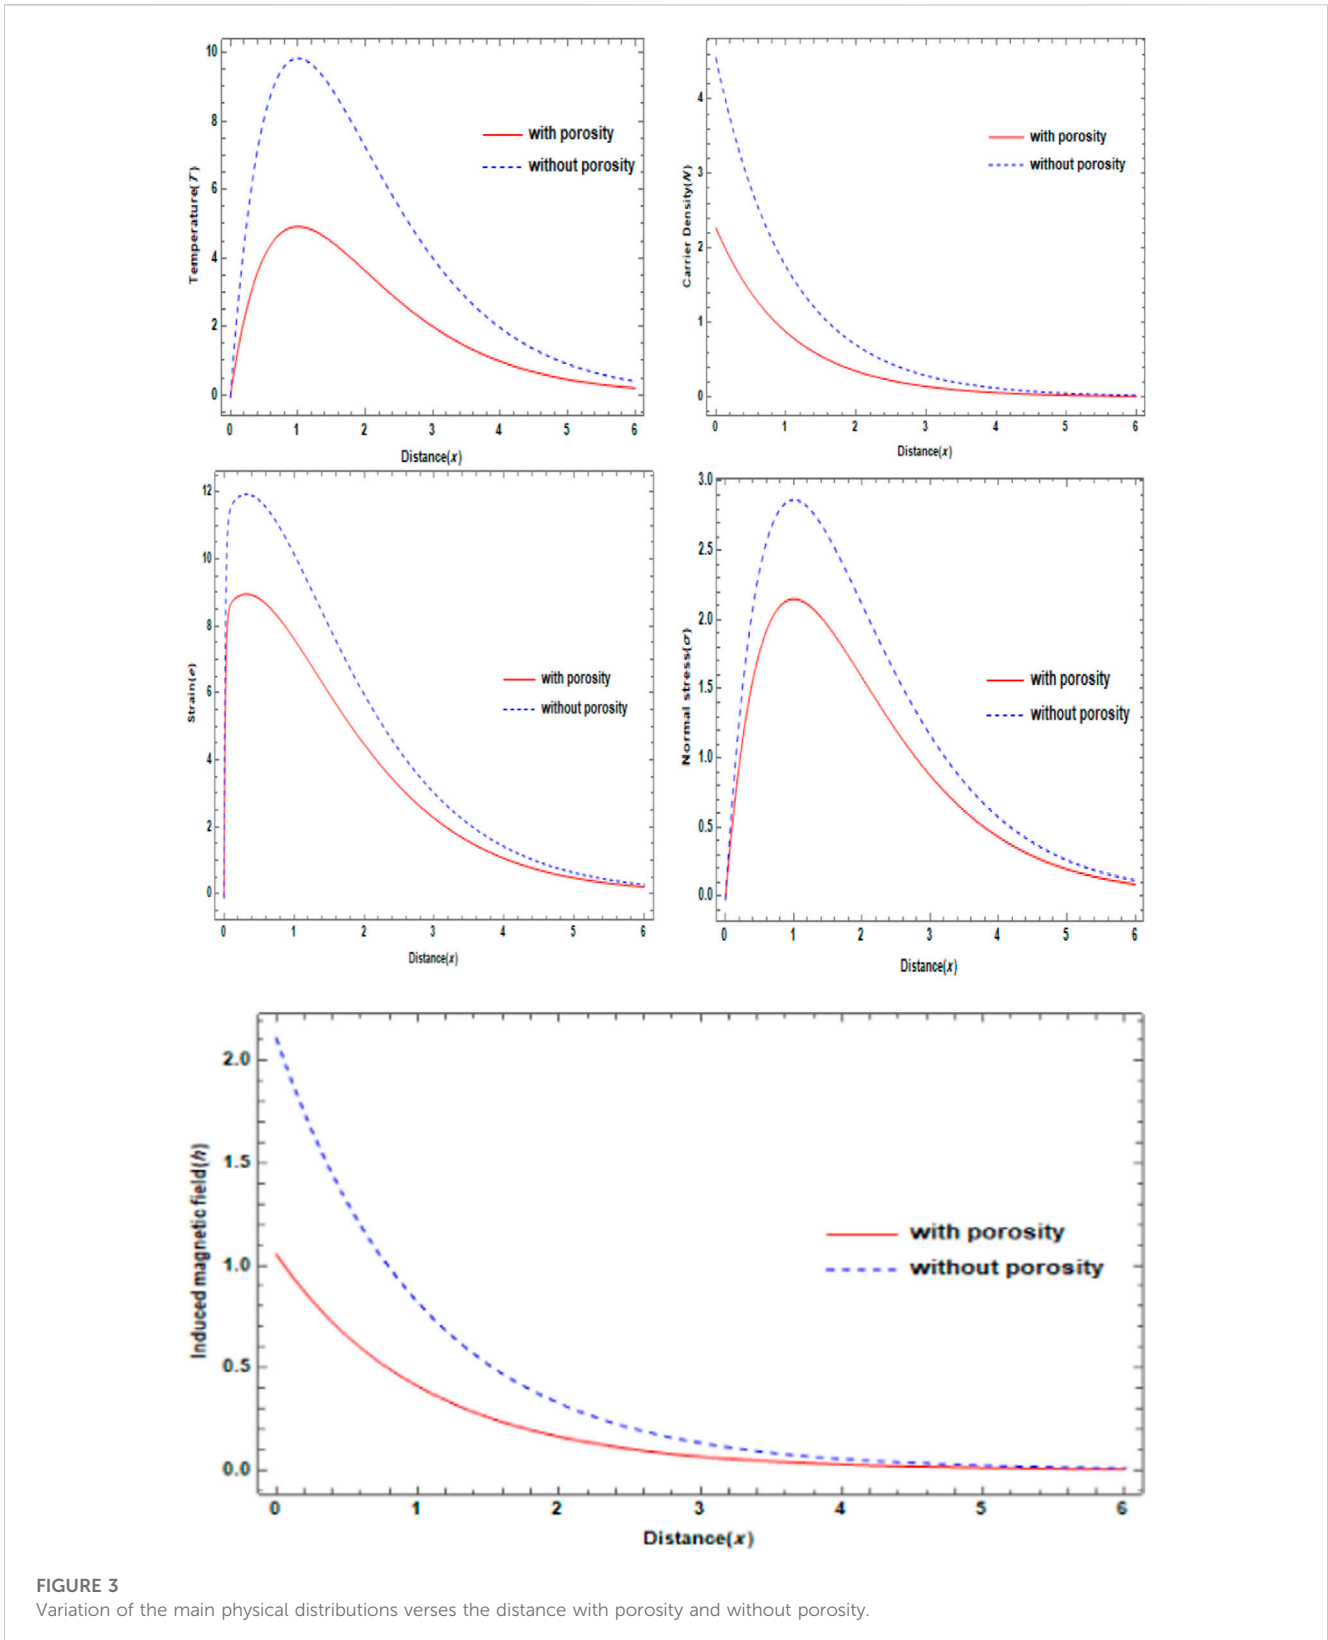 10
8
6
4
2
0
Temperature(T)
with porosity
without porosity
0 1 2 3 4 5 6
Distance(x)
4
3
2
1
0
Carrier Density(N)
with porosity
without porosity
0 1 2 3 4 5 6
Distance(x)
12
10
8
6
4
2
0
Strain(e)
with porosity
without porosity
0 1 2 3 4 5 6
Distance(x)
3.0
2.5
2.0
1.5
1.0
0.5
0.0
Normal stress(σ)
with porosity
without porosity
0 1 2 3 4 5 6
Distance(x)
2.0
1.5
1.0
0.5
0.0
Induced magnetic field(h)
with porosity
without porosity
0 1 2 3 4 5 6
Distance(x)
FIGURE 3
Variation of the main physical distributions verses the distance with porosity and without porosity.